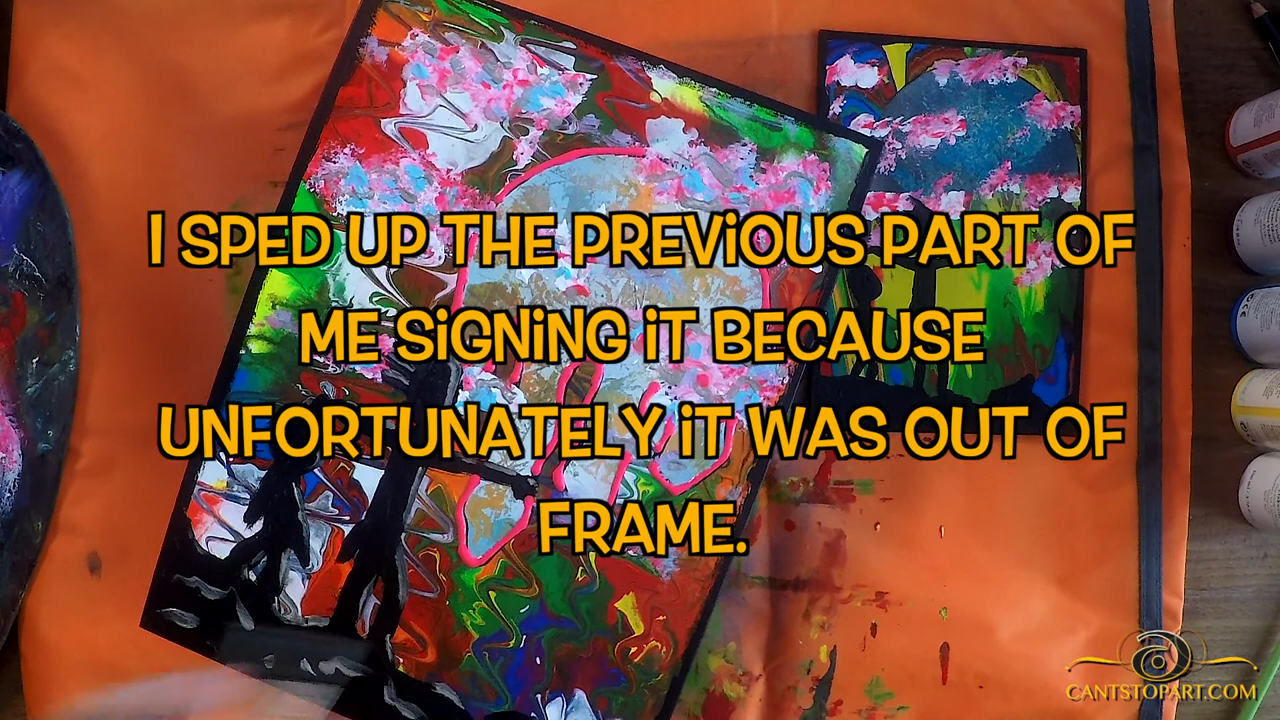 I SPED UP THE PREViOUS PART OF
ME SiGNiNG iT BECAUSE
UNFORTUNATELY iT WAS OUT OF
FRAME.
CANTSTOPART.COM